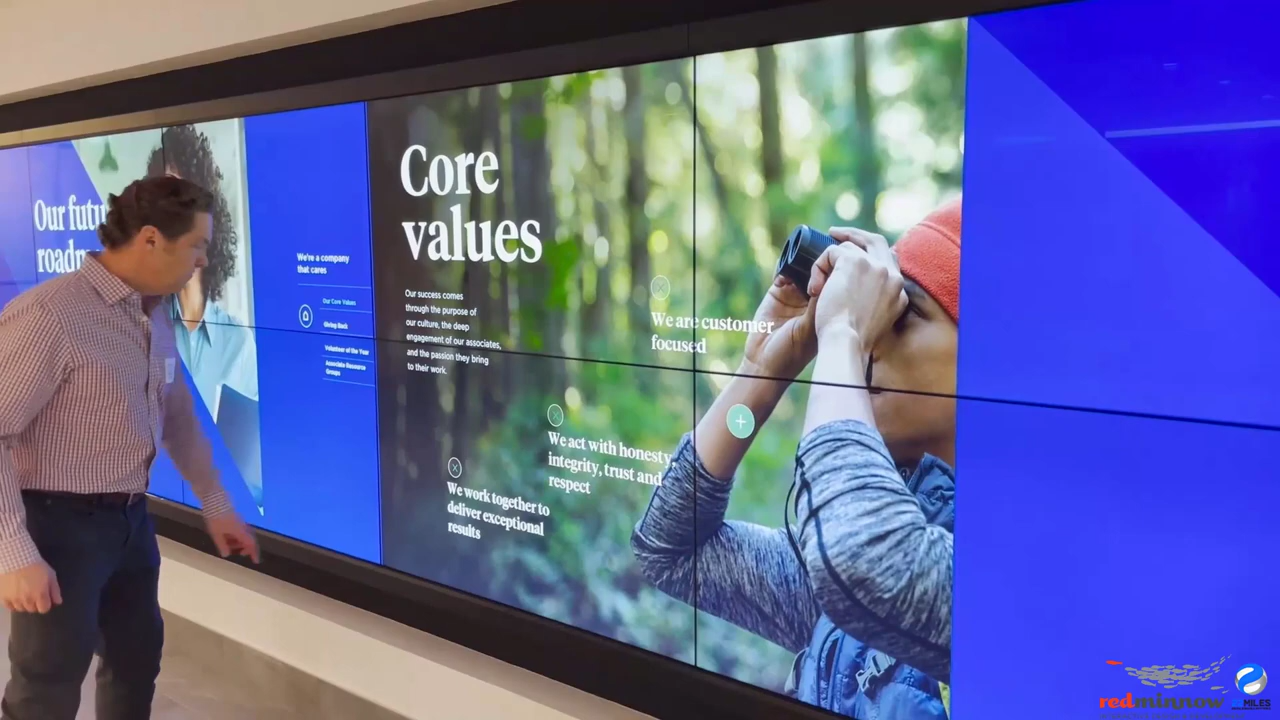 Our futu
roadm
We're a company
that cares
Our Core Values
Giving Back
Volunteer of the Year
Associate Resource
Groups
Core
values
Our success comes
through the purpose of
our culture, the deep
engagement of our associates,
and the passion they bring
to their work.
We are customer
focused
We act with honesty,
integrity, trust and
respect
We work together to
deliver exceptional
results
redminnow
MILES